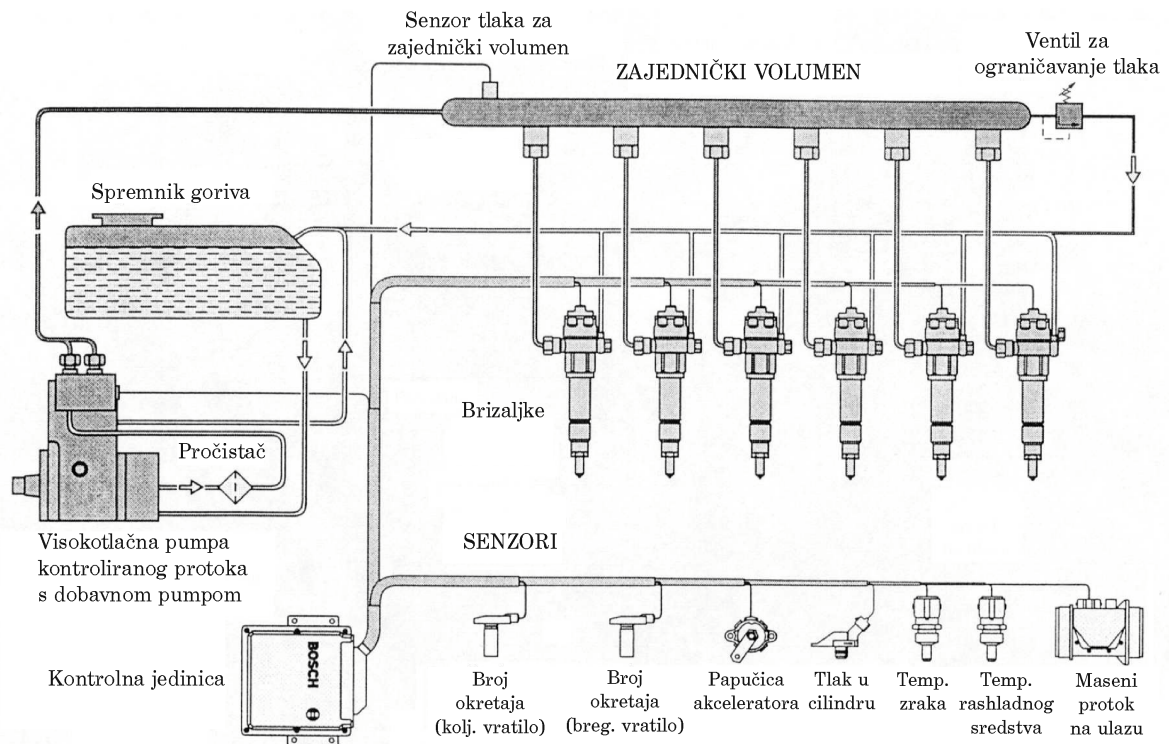 Senzor tlaka za
zajednički volumen
ZAJEDNIČKI VOLUMEN
Ventil za
ograničavanje tlaka
Spremnik goriva
Brizaljke
Pročistač
Visokotlačna pumpa
kontroliranog protoka
s dobavnom pumpom
SENZORI
Kontrolna jedinica
BOSCH
Broj
okretaja
(kolj. vratilo)
Broj
okretaja
(breg. vratilo)
Papučica
akceleratora
Tlak u
cilindru
Temp.
zraka
Temp.
rashladnog
sredstva
Maseni
protok
na ulazu